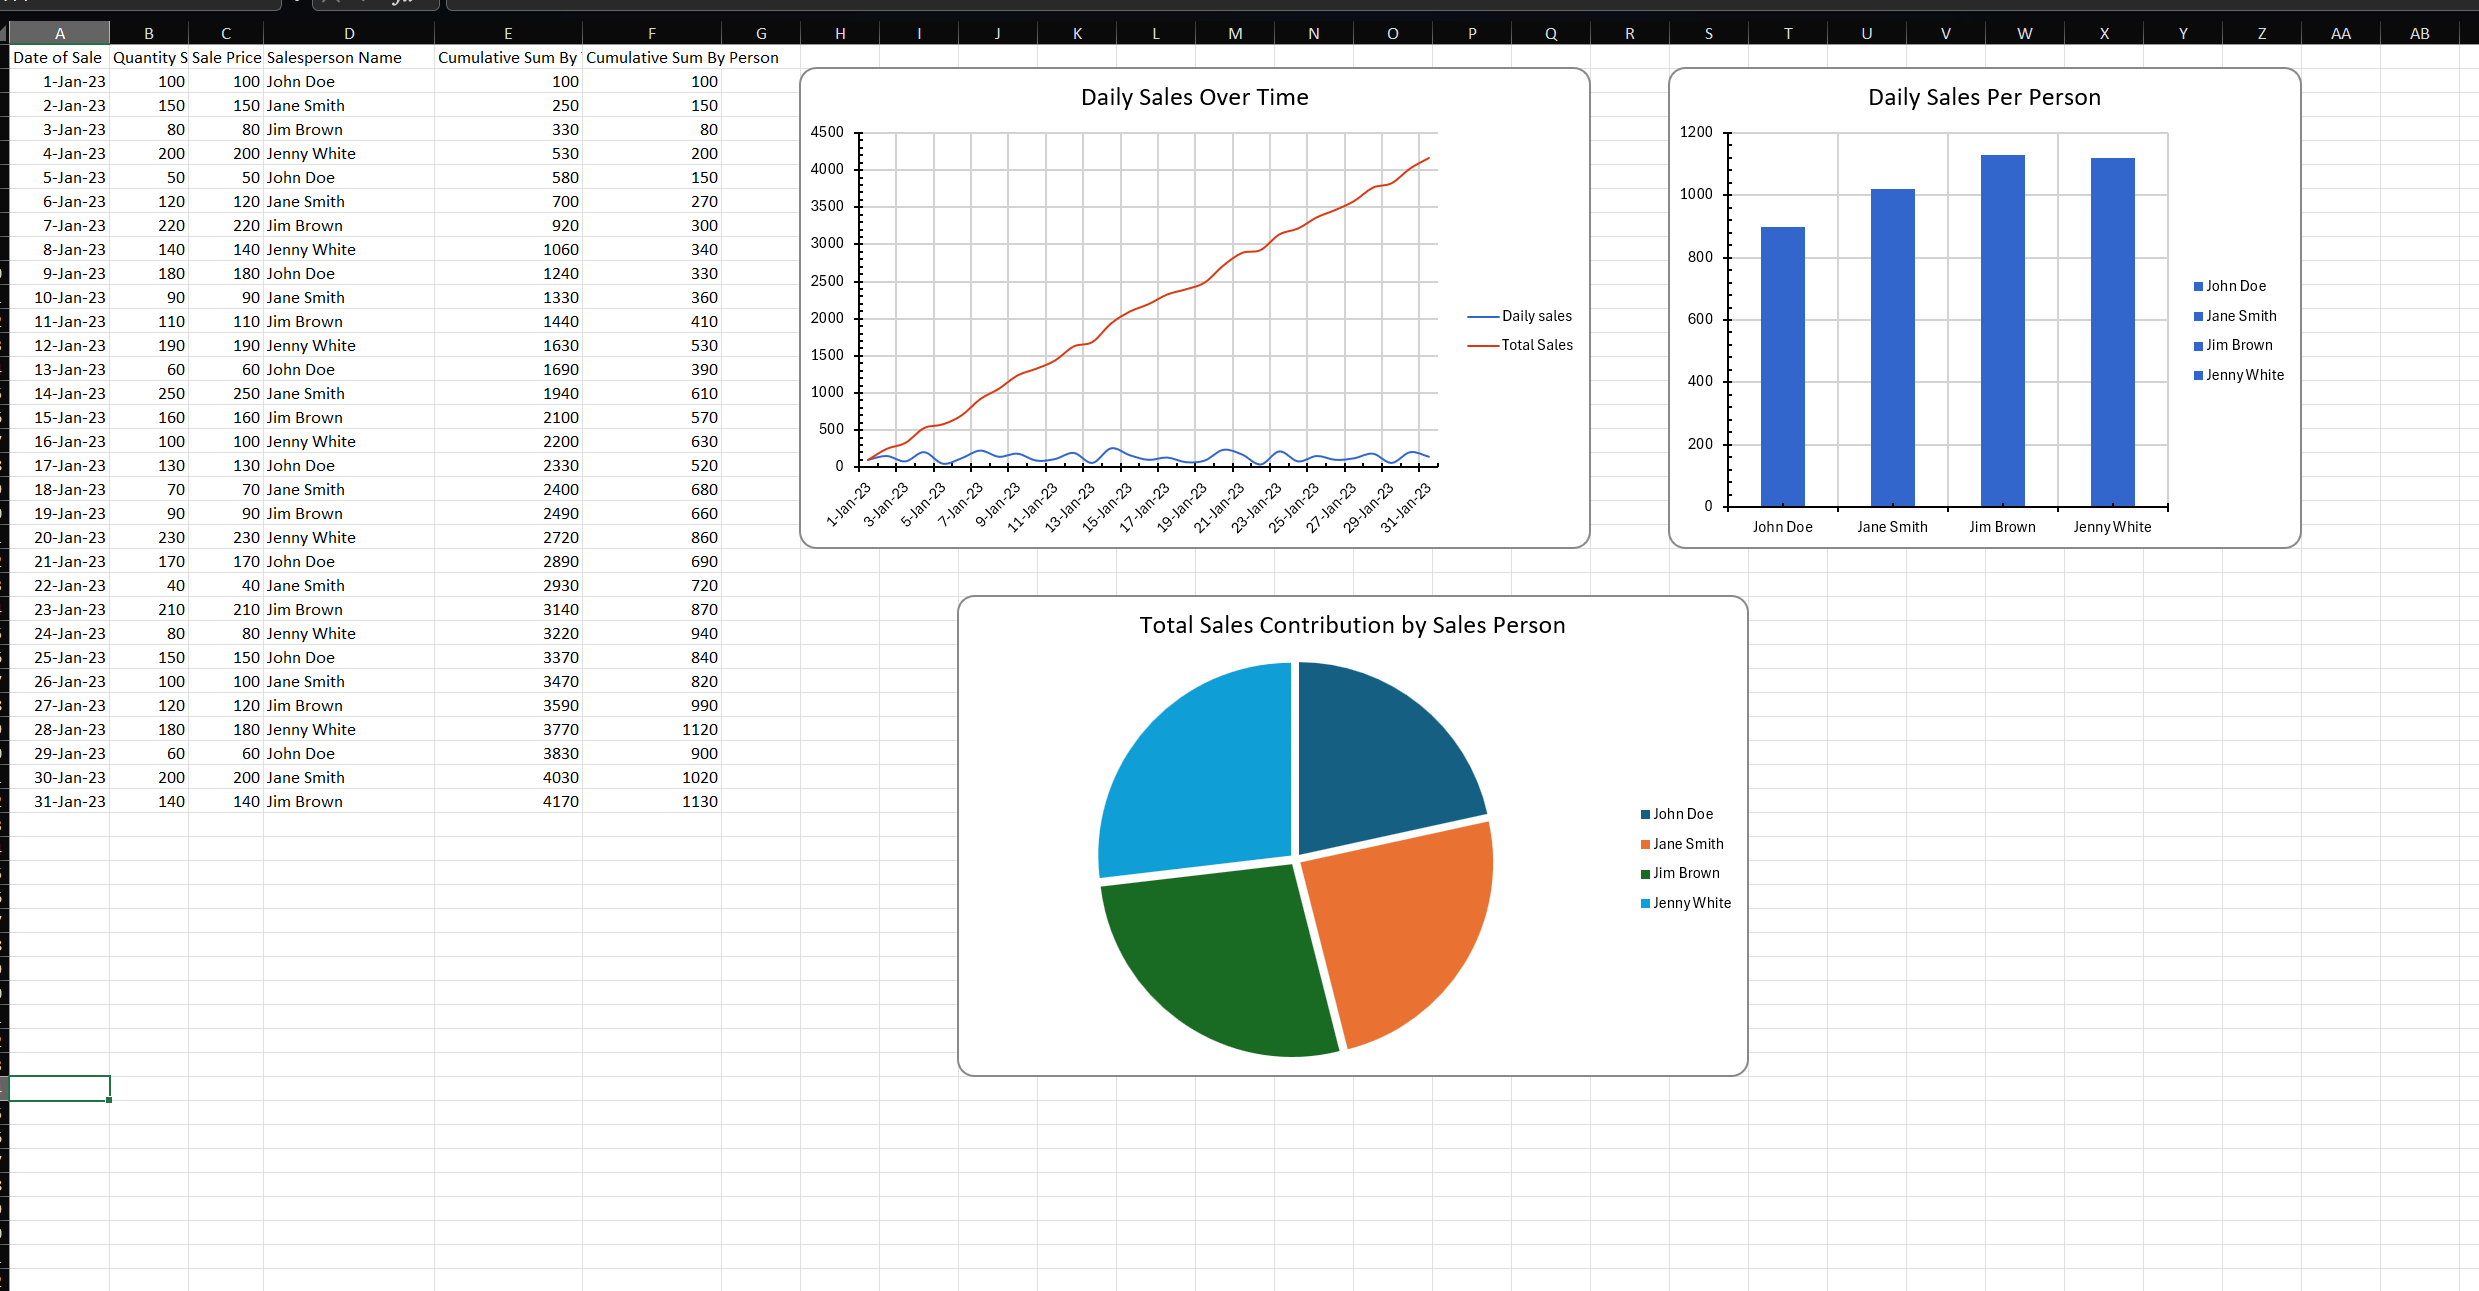 A B C D E F G H I J K L M N O P Q R S T U V W X Y Z AA AB
Date of Sale Quantity S Sale Price Salesperson Name Cumulative Sum By Cumulative Sum By Person
1-Jan-23 100 100 John Doe 100 100
2-Jan-23 150 150 Jane Smith 250 150
3-Jan-23 80 80 Jim Brown 330 80
4-Jan-23 200 200 Jenny White 530 200
5-Jan-23 50 50 John Doe 580 150
6-Jan-23 120 120 Jane Smith 700 270
7-Jan-23 220 220 Jim Brown 920 300
8-Jan-23 140 140 Jenny White 1060 340
9-Jan-23 180 180 John Doe 1240 330
10-Jan-23 90 90 Jane Smith 1330 360
11-Jan-23 110 110 Jim Brown 1440 410
12-Jan-23 190 190 Jenny White 1630 530
13-Jan-23 60 60 John Doe 1690 390
14-Jan-23 250 250 Jane Smith 1940 610
15-Jan-23 160 160 Jim Brown 2100 570
16-Jan-23 100 100 Jenny White 2200 630
17-Jan-23 130 130 John Doe 2330 520
18-Jan-23 70 70 Jane Smith 2400 680
19-Jan-23 90 90 Jim Brown 2490 660
20-Jan-23 230 230 Jenny White 2720 860
21-Jan-23 170 170 John Doe 2890 690
22-Jan-23 40 40 Jane Smith 2930 720
23-Jan-23 210 210 Jim Brown 3140 870
24-Jan-23 80 80 Jenny White 3220 940
25-Jan-23 150 150 John Doe 3370 840
26-Jan-23 100 100 Jane Smith 3470 820
27-Jan-23 120 120 Jim Brown 3590 990
28-Jan-23 180 180 Jenny White 3770 1120
29-Jan-23 60 60 John Doe 3830 900
30-Jan-23 200 200 Jane Smith 4030 1020
31-Jan-23 140 140 Jim Brown 4170 1130
Daily Sales Over Time
4500
4000
3500
3000
2500
2000
1500
1000
500
0
1-Jan-23 3-Jan-23 5-Jan-23 7-Jan-23 9-Jan-23 11-Jan-23 13-Jan-23 15-Jan-23 17-Jan-23 19-Jan-23 21-Jan-23 23-Jan-23 25-Jan-23 27-Jan-23 29-Jan-23 31-Jan-23
Daily sales
Total Sales
Daily Sales Per Person
1200
1000
800
600
400
200
0
John Doe Jane Smith Jim Brown Jenny White
John Doe
Jane Smith
Jim Brown
Jenny White
Total Sales Contribution by Sales Person
John Doe
Jane Smith
Jim Brown
Jenny White